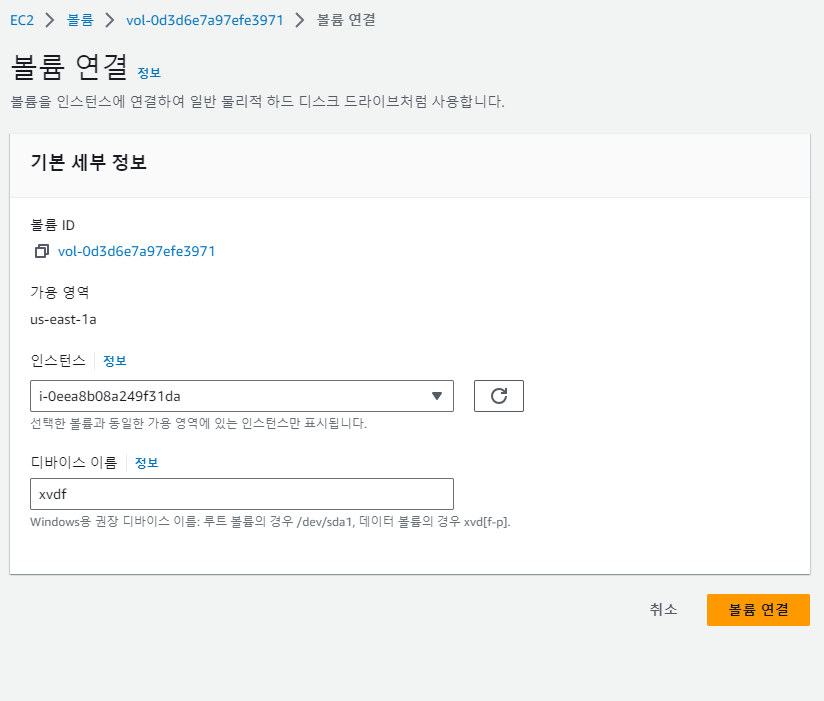 EC2 > 볼륨 > vol-0d3d6e7a97efe3971 > 볼륨 연결
볼륨 연결 정보
볼륨을 인스턴스에 연결하여 일반 물리적 하드 디스크 드라이브처럼 사용합니다.
기본 세부 정보
볼륨 ID
vol-0d3d6e7a97efe3971
가용 영역
us-east-1a
인스턴스 정보
i-0eea8b08a249f31da
선택한 볼륨과 동일한 가용 영역에 있는 인스턴스만 표시됩니다.
디바이스 이름 정보
xvdf
Windows용 권장 디바이스 이름: 루트 볼륨의 경우 /dev/sda1, 데이터 볼륨의 경우 xvd[f-p].
취소 볼륨 연결